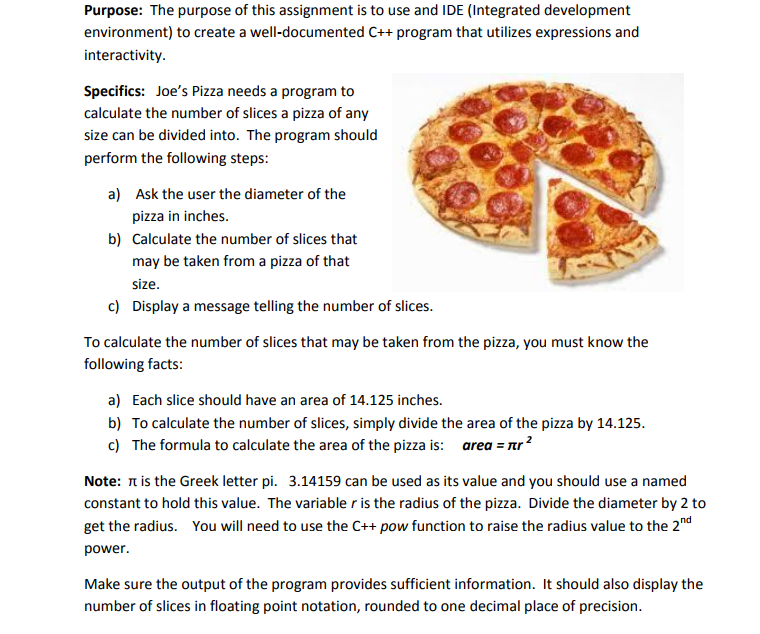 Purpose: The purpose of this assignment is to use and IDE (Integrated development
environment) to create a well-documented C++ program that utilizes expressions and
interactivity.
Specifics: Joe's Pizza needs a program to
calculate the number of slices a pizza of any
size can be divided into. The program should
perform the following steps:
a) Ask the user the diameter of the
pizza in inches.
b) Calculate the number of slices that
may be taken from a pizza of that
size.
c) Display a message telling the number of slices.
To calculate the number of slices that may be taken from the pizza, you must know the
following facts:
a) Each slice should have an area of 14.125 inches.
b) To calculate the number of slices, simply divide the area of the pizza by 14.125.
c) The formula to calculate the area of the pizza is: area = πr²
Note: π is the Greek letter pi. 3.14159 can be used as its value and you should use a named
constant to hold this value. The variable r is the radius of the pizza. Divide the diameter by 2 to
get the radius. You will need to use the C++ pow function to raise the radius value to the 2nd
power.
Make sure the output of the program provides sufficient information. It should also display the
number of slices in floating point notation, rounded to one decimal place of precision.